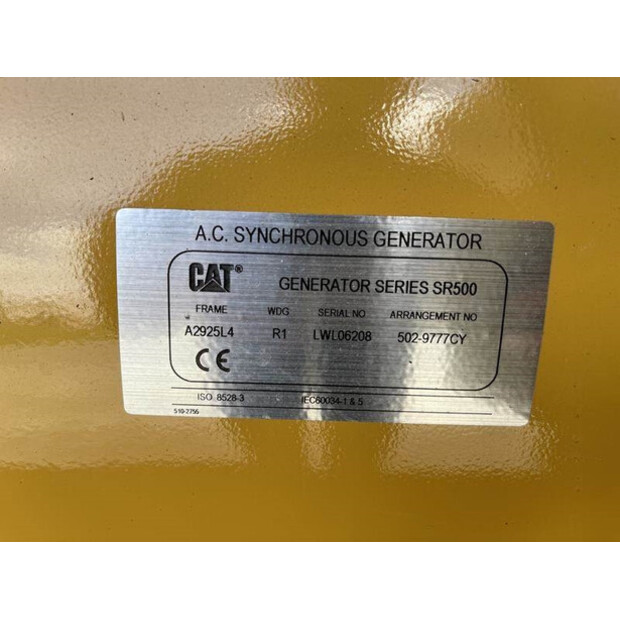 A.C. SYNCHRONOUS GENERATOR
CAT® GENERATOR SERIES SR500
FRAME WDG SERIAL NO ARRANGEMENT NO
A2925L4 R1 LWL06208 502-9777CY
CE
ISO 8528-3 IEC60034-1 & 5
510-2756